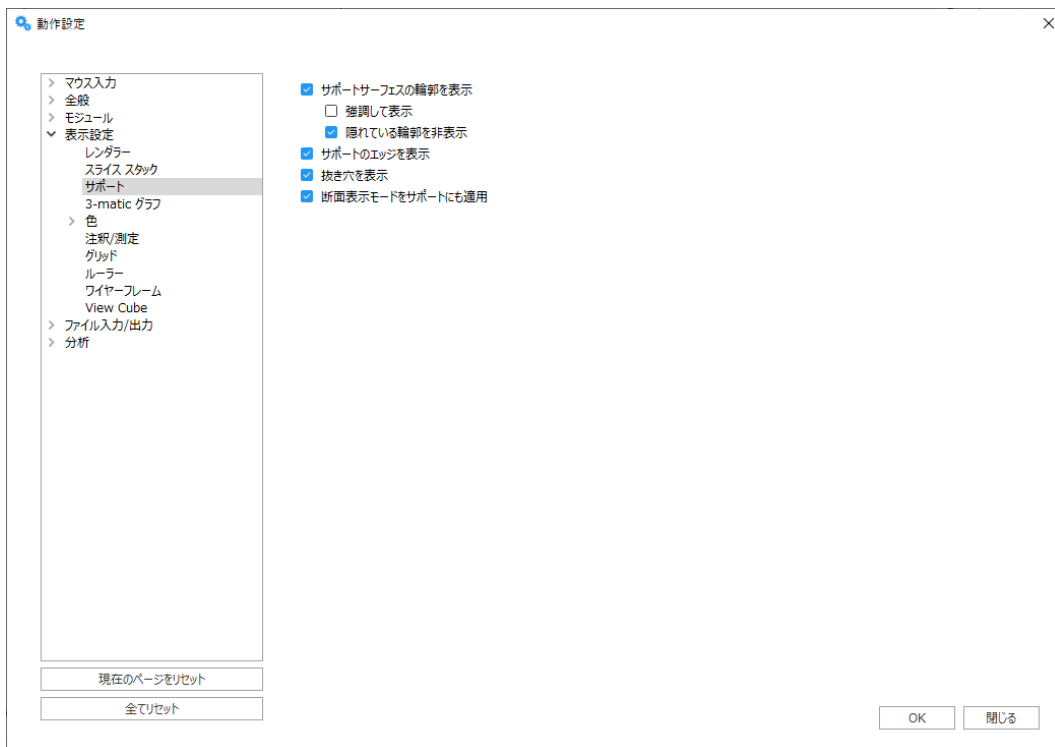 動作設定
マウス入力
全般
モジュール
表示設定
レンダラー
スライス スタック
サポート
3-matic グラフ
色
注釈/測定
グリッド
ルーラー
ワイヤーフレーム
View Cube
ファイル入力/出力
分析
サポートサーフェスの輪郭を表示
強調して表示
隠れている輪郭を非表示
サポートのエッジを表示
抜き穴を表示
断面表示モードをサポートにも適用
現在のページをリセット
全てリセット
OK
閉じる